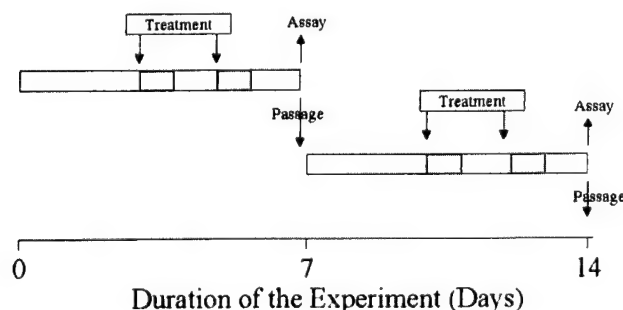 Treatment
Assay
Passage
Treatment
Assay
Passage
0 7 14
Duration of the Experiment (Days)